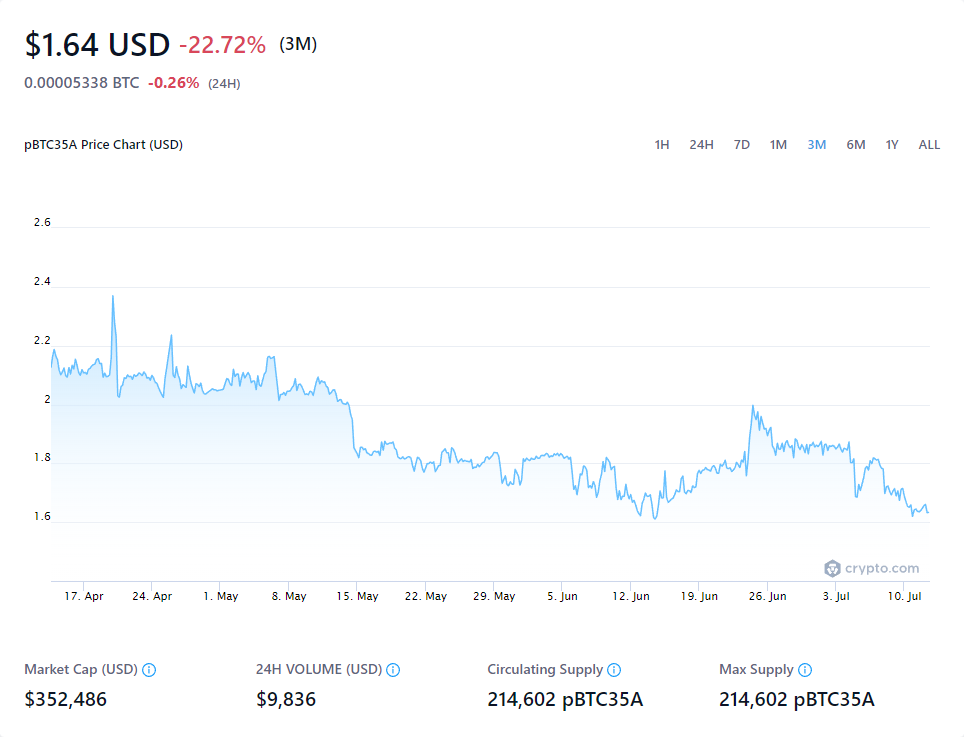 $1.64 USD -22.72% (3M)
0.00005338 BTC -0.26% (24H)
pBTC35A Price Chart (USD) 1H 24H 7D 1M 3M 6M 1Y ALL
2.6
2.4
2.2
2
1.8
1.6
crypto.com
17. Apr 24. Apr 1. May 8. May 15. May 22. May 29. May 5. Jun 12. Jun 19. Jun 26. Jun 3. Jul 10. Jul
Market Cap (USD) 24H VOLUME (USD) Circulating Supply Max Supply
$352,486 $9,836 214,602 pBTC35A 214,602 pBTC35A